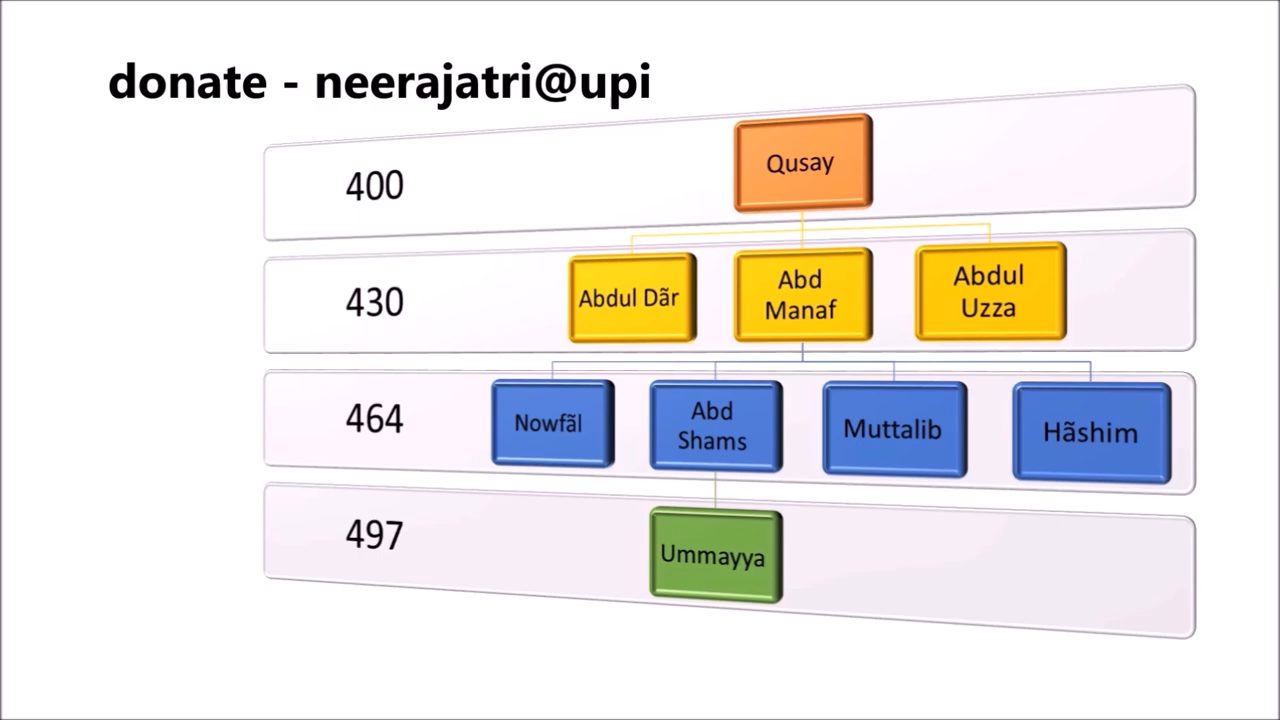 donate - neerajatri@upi
400
Qusay
430
Abdul Dãr
Abd
Manaf
Abdul
Uzza
464
Nowfãl
Abd
Shams
Muttalib
Hãshim
497
Ummayya